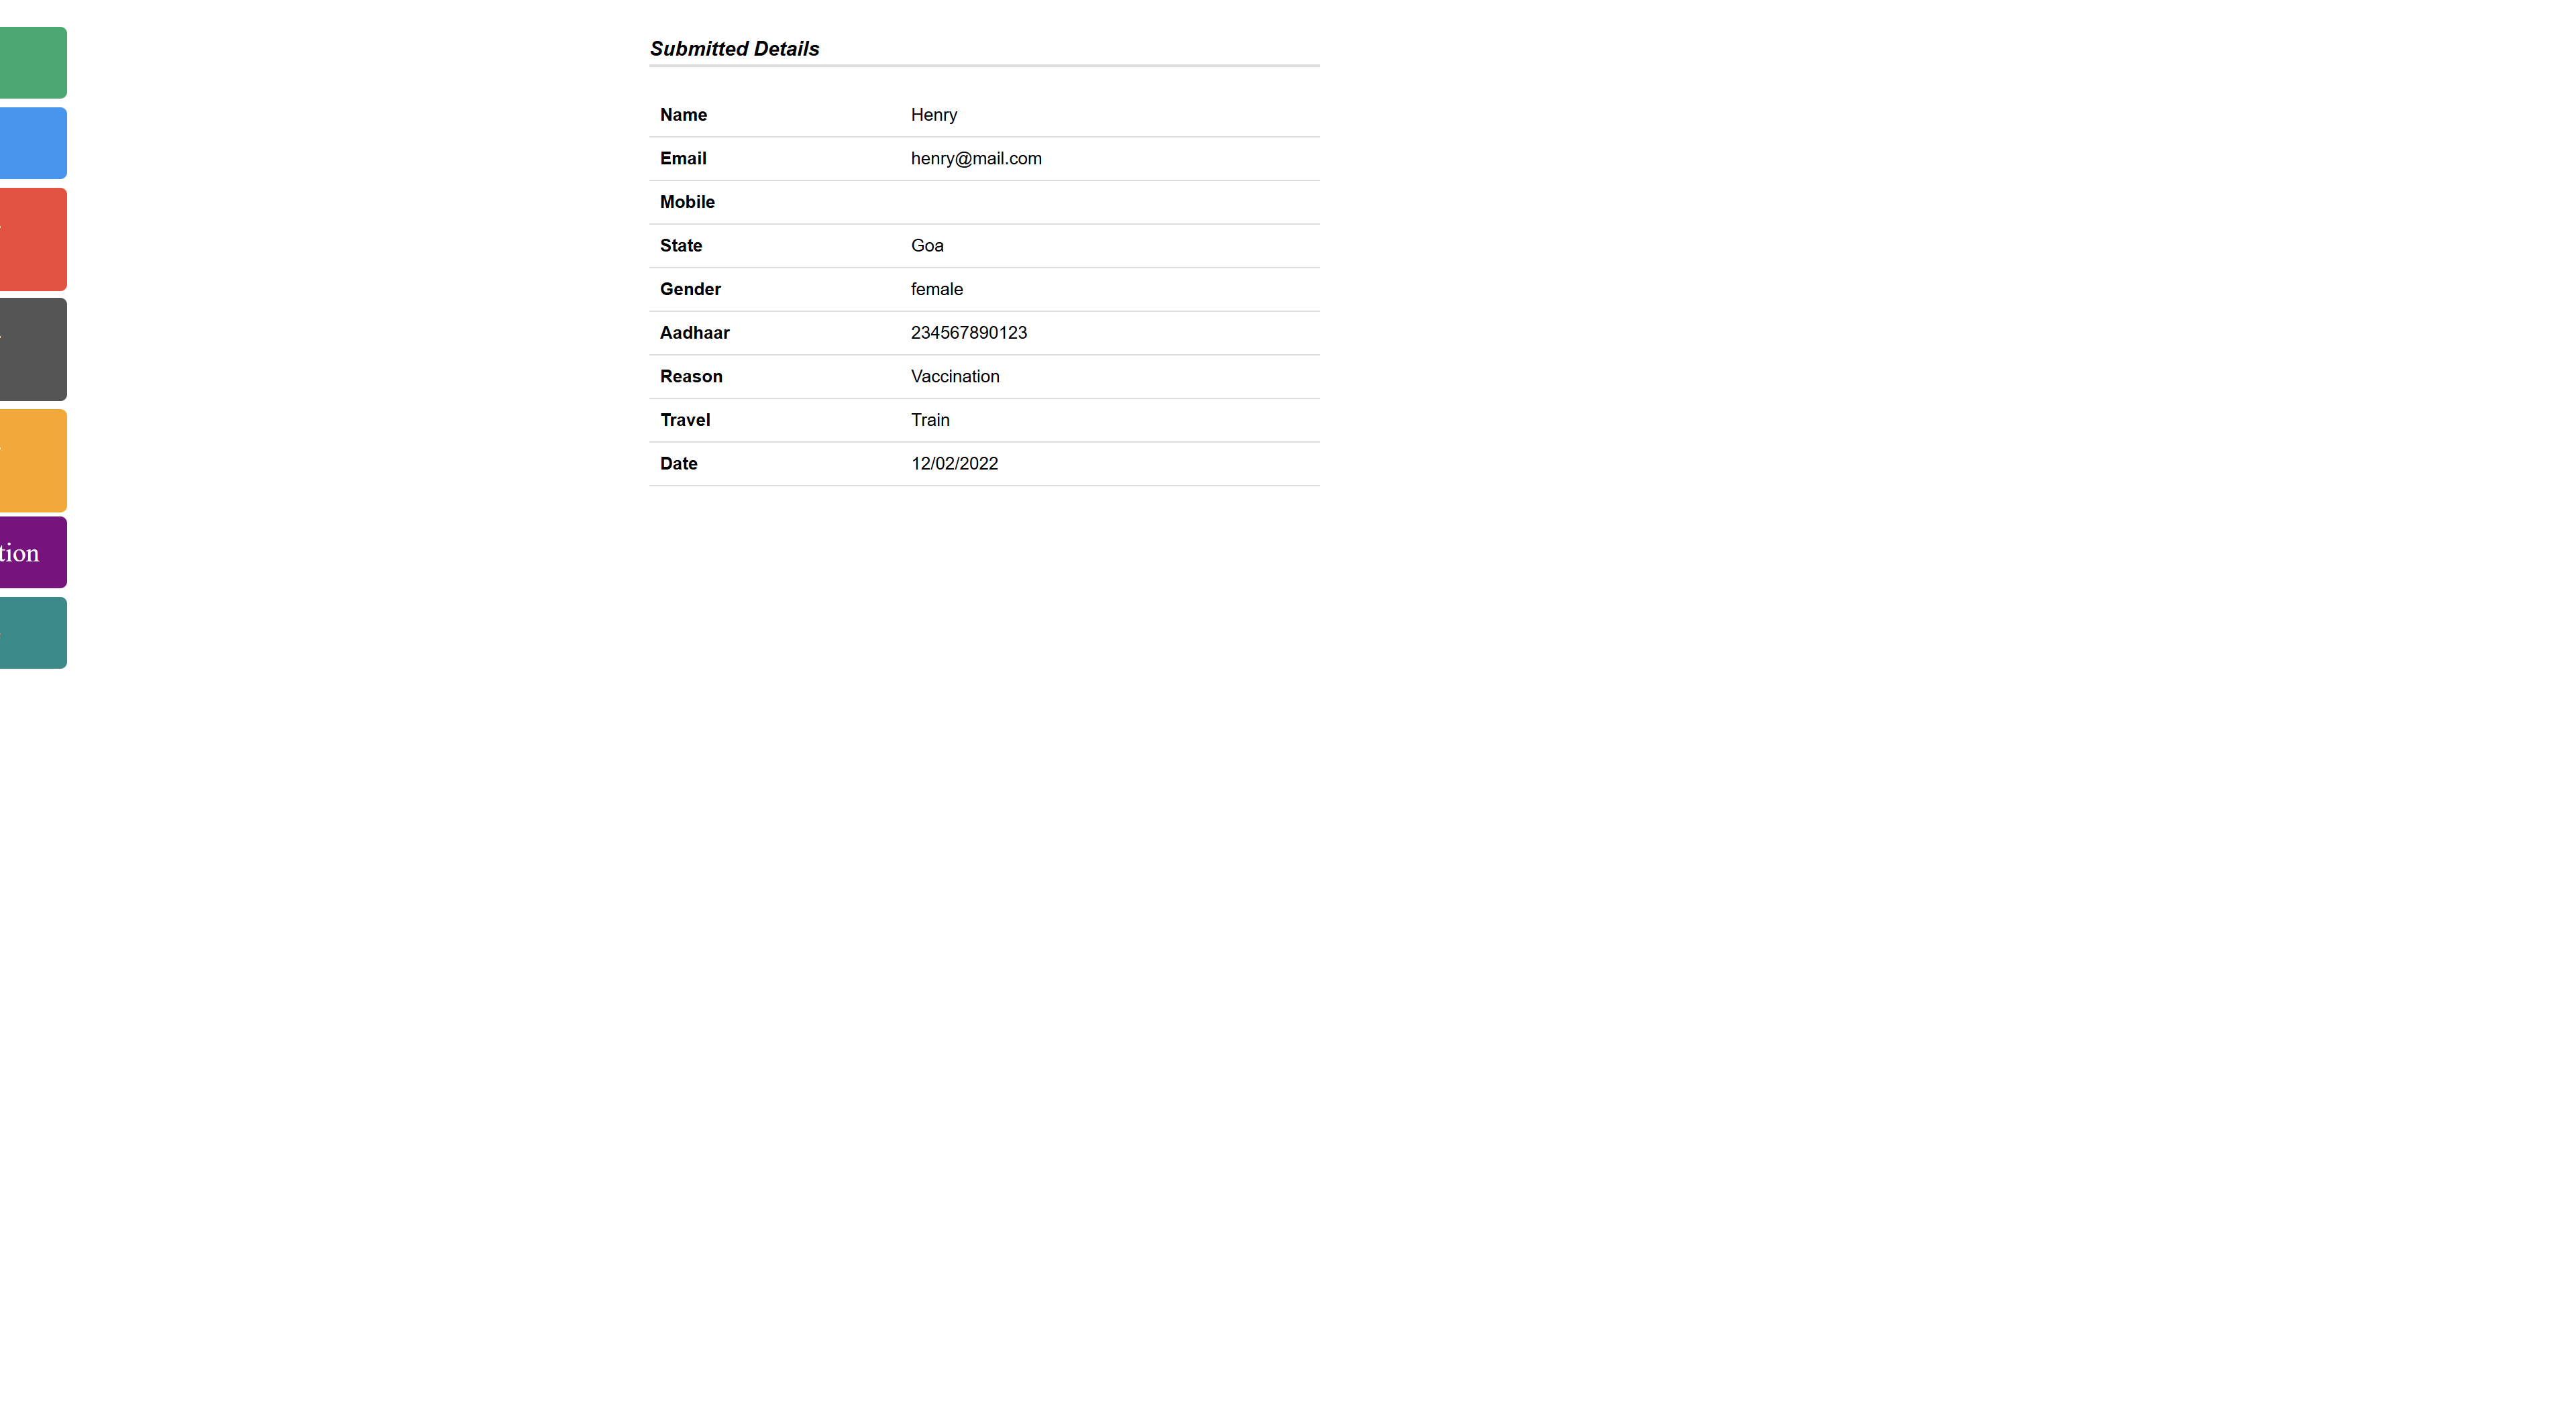 Submitted Details
Name Henry
Email henry@mail.com
Mobile
State Goa
Gender female
Aadhaar 234567890123
Reason Vaccination
Travel Train
Date 12/02/2022
tion